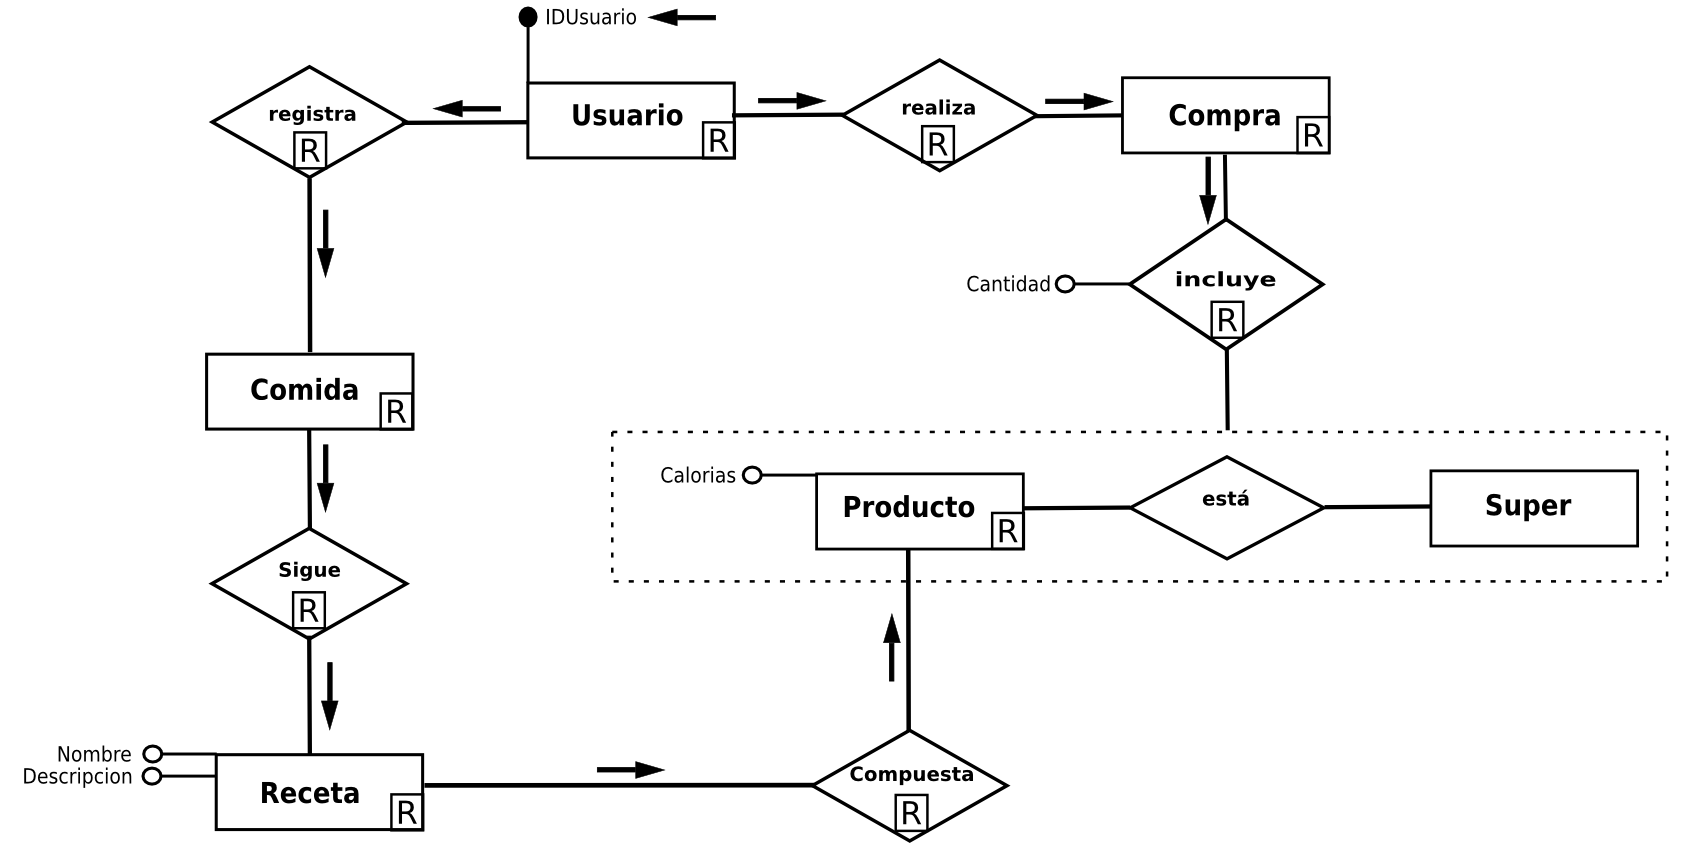 IDUsuario
registra
R
Usuario
R
realiza
R
Compra
R
Cantidad
incluye
R
Comida
R
Calorias
Producto
R
está
Super
Sigue
R
Nombre
Descripcion
Receta
R
Compuesta
R